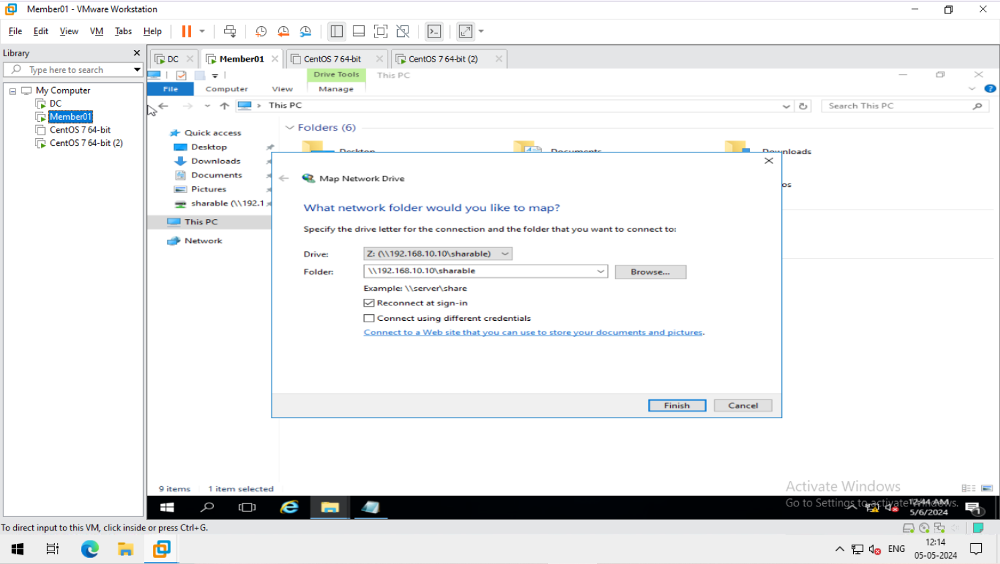 Member01 - VMware Workstation
File Edit View VM Tabs Help
Library
Type here to search
My Computer
DC
Member01
CentOS 7 64-bit
CentOS 7 64-bit (2)
DC Member01 CentOS 7 64-bit CentOS 7 64-bit (2)
Drive Tools This PC
File Computer View Manage
This PC Search This PC
Quick access
Desktop
Downloads
Documents
Pictures
sharable (\\192.1
This PC
Network
Folders (6)
Desktop Documents Downloads
os
Map Network Drive
What network folder would you like to map?
Specify the drive letter for the connection and the folder that you want to connect to:
Drive: Z: (\\192.168.10.10\sharable)
Folder: \\192.168.10.10\sharable Browse...
Example: \\server\share
Reconnect at sign-in
Connect using different credentials
Connect to a Web site that you can use to store your documents and pictures.
Finish Cancel
9 items 1 item selected
Activate Windows
Go to Settings to activate Windows.
12:44 AM
5/6/2024
1
To direct input to this VM, click inside or press Ctrl+G.
ENG
12:14
05-05-2024